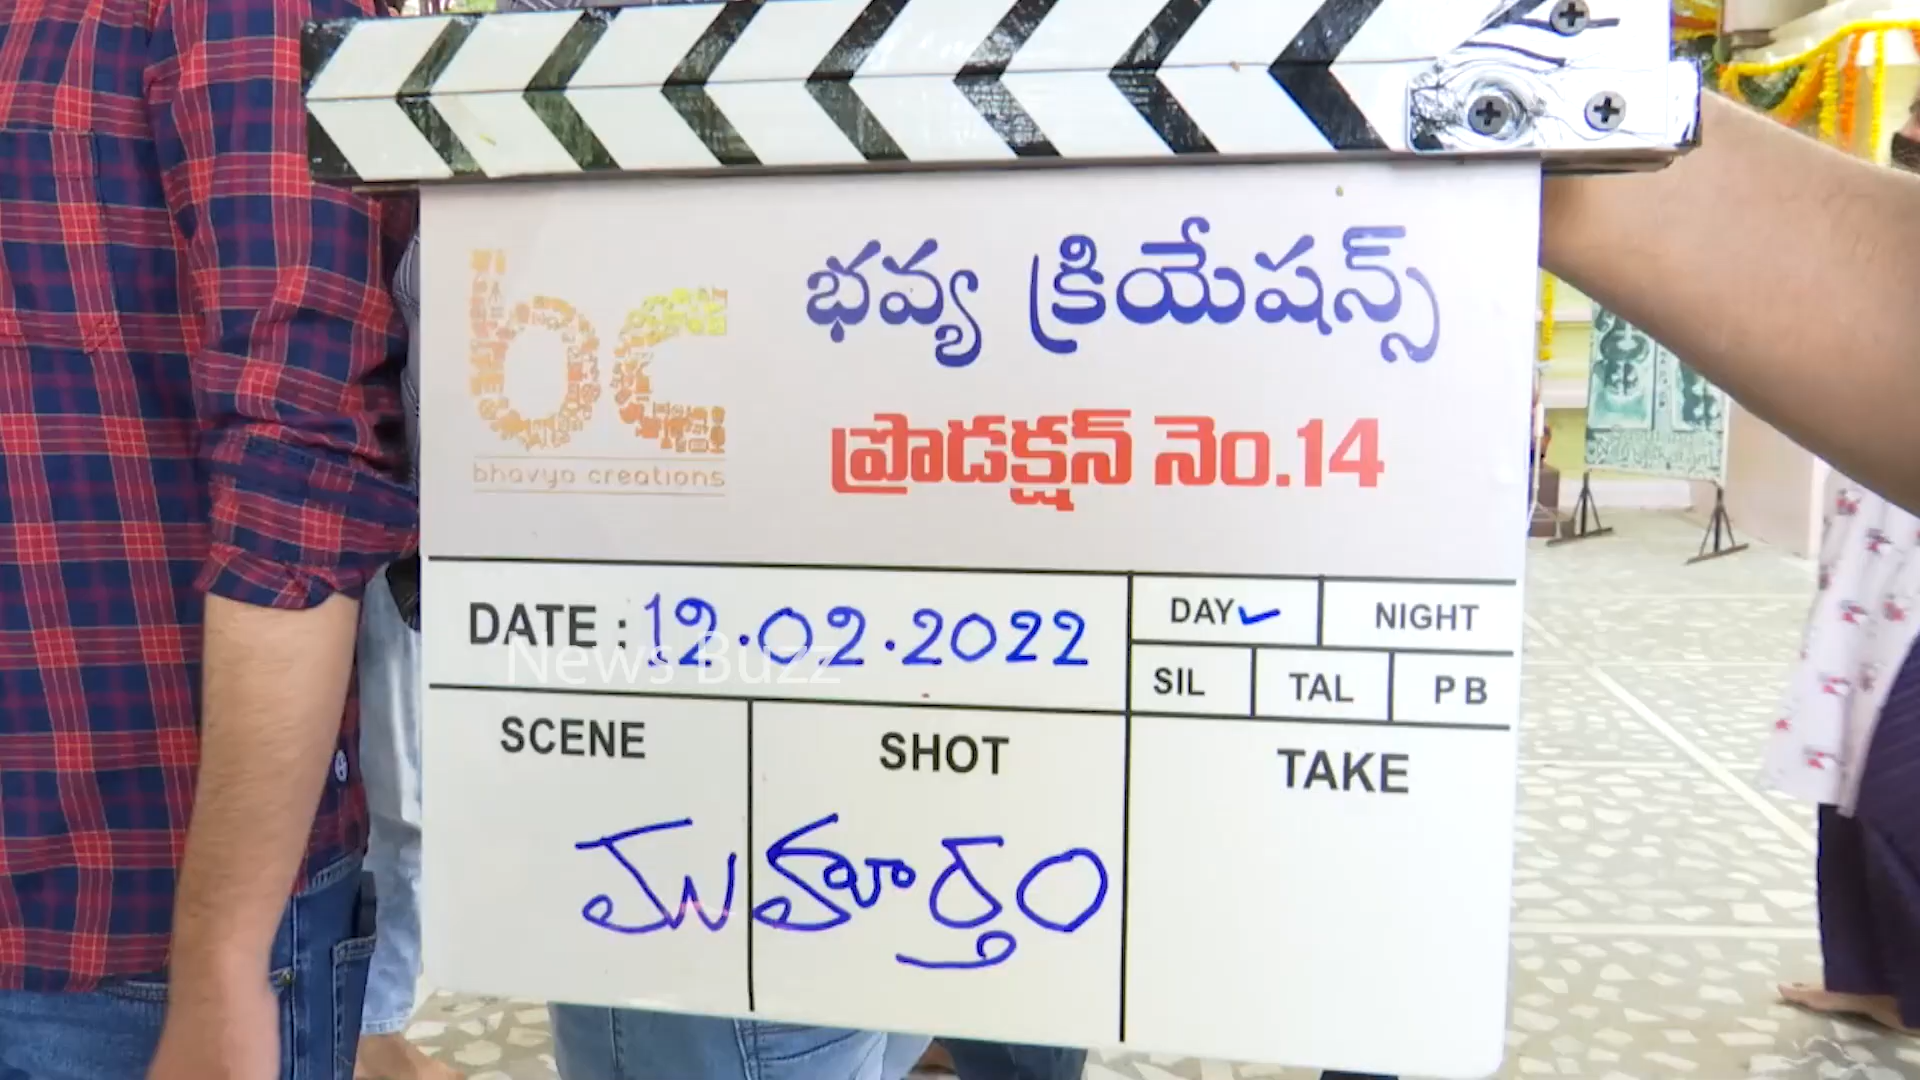 భవ్య క్రియేషన్స్
bc
bhavya creations
ప్రొడక్షన్ నెం.14
DATE : 12.02.2022
DAY✓ NIGHT
SIL TAL PB
News Buzz
SCENE SHOT TAKE
ముహూర్తం